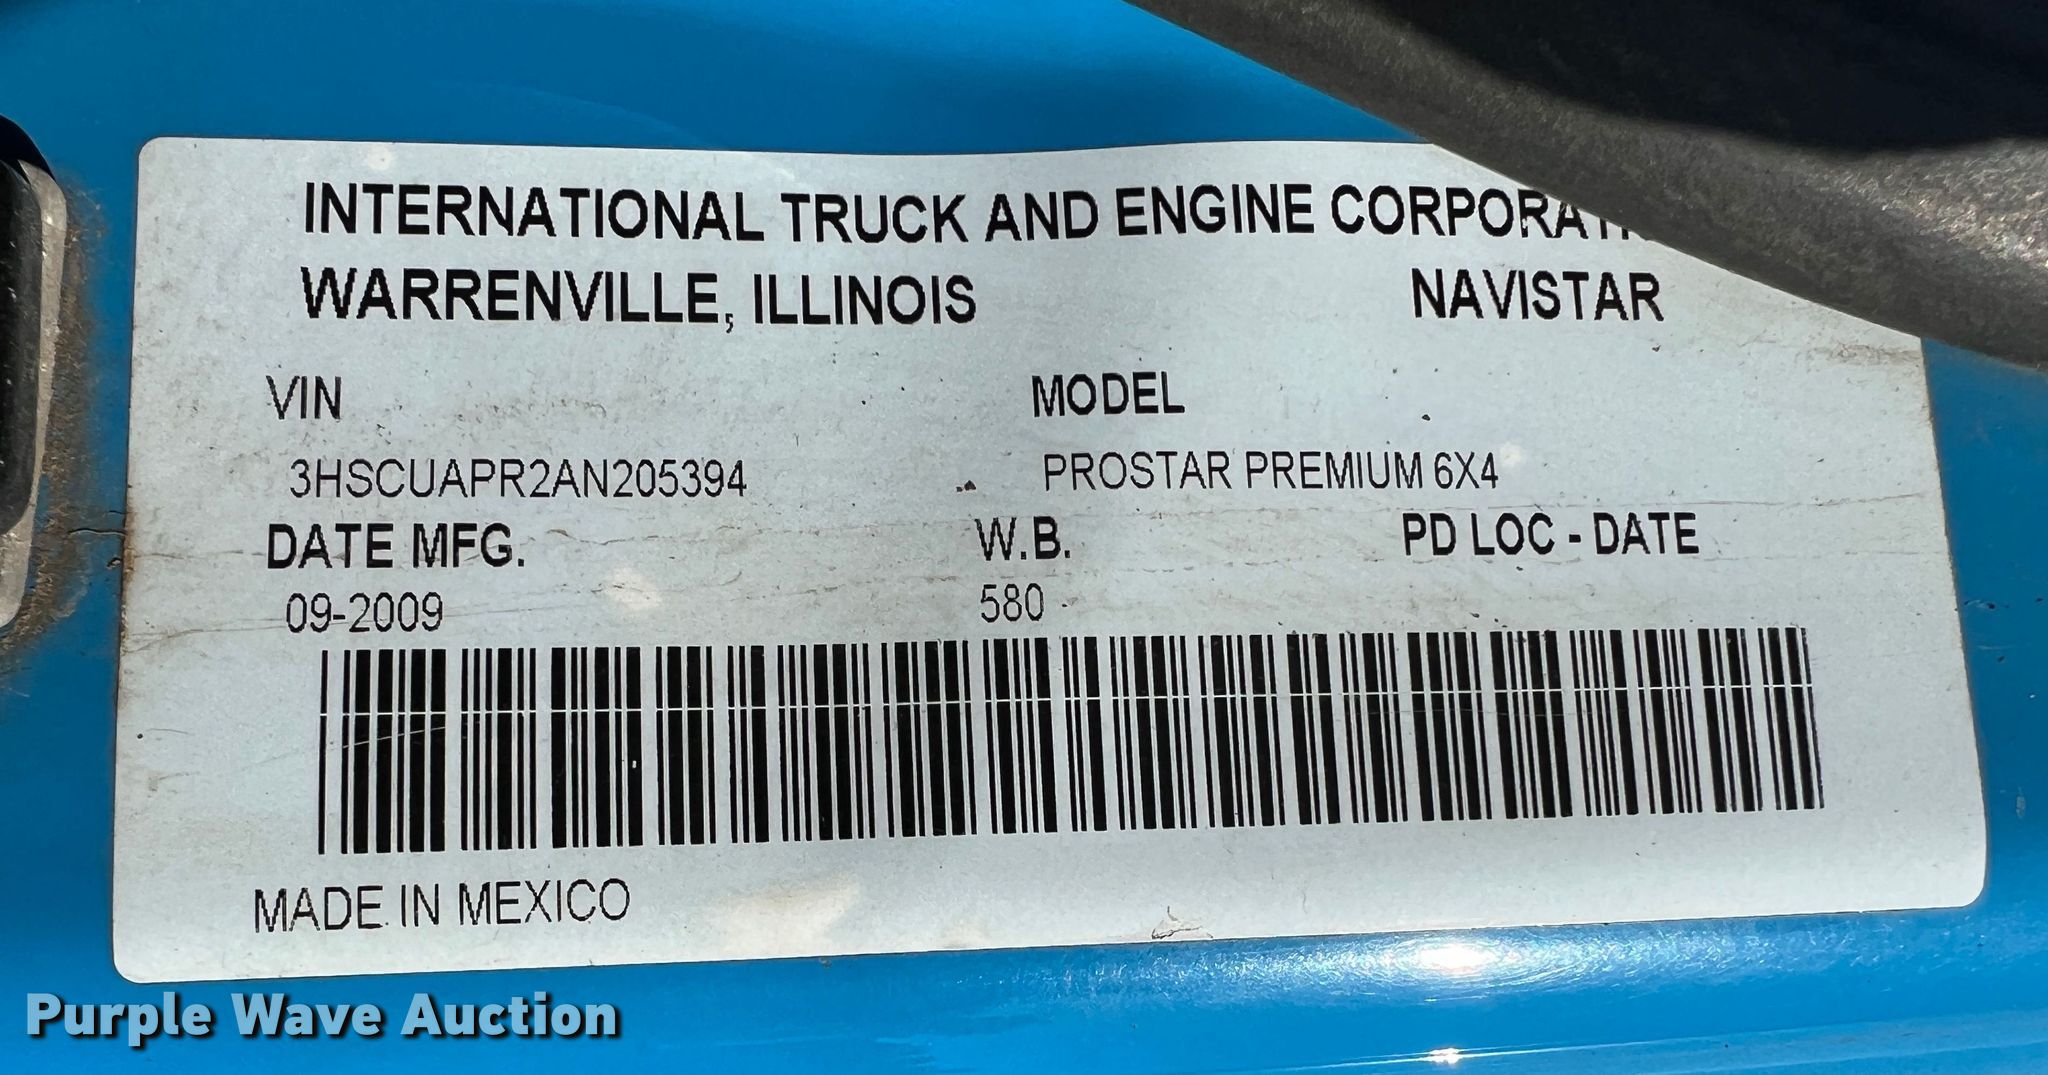 INTERNATIONAL TRUCK AND ENGINE
WARRENVILLE, ILLINOIS NAVISTAR
VIN MODEL
3HSCUAPR2AN205394 PROSTAR PREMIUM 6X4
DATE MFG. W.B. PD LOC - DATE
09-2009 580
MADE IN MEXICO
Purple Wave Auction